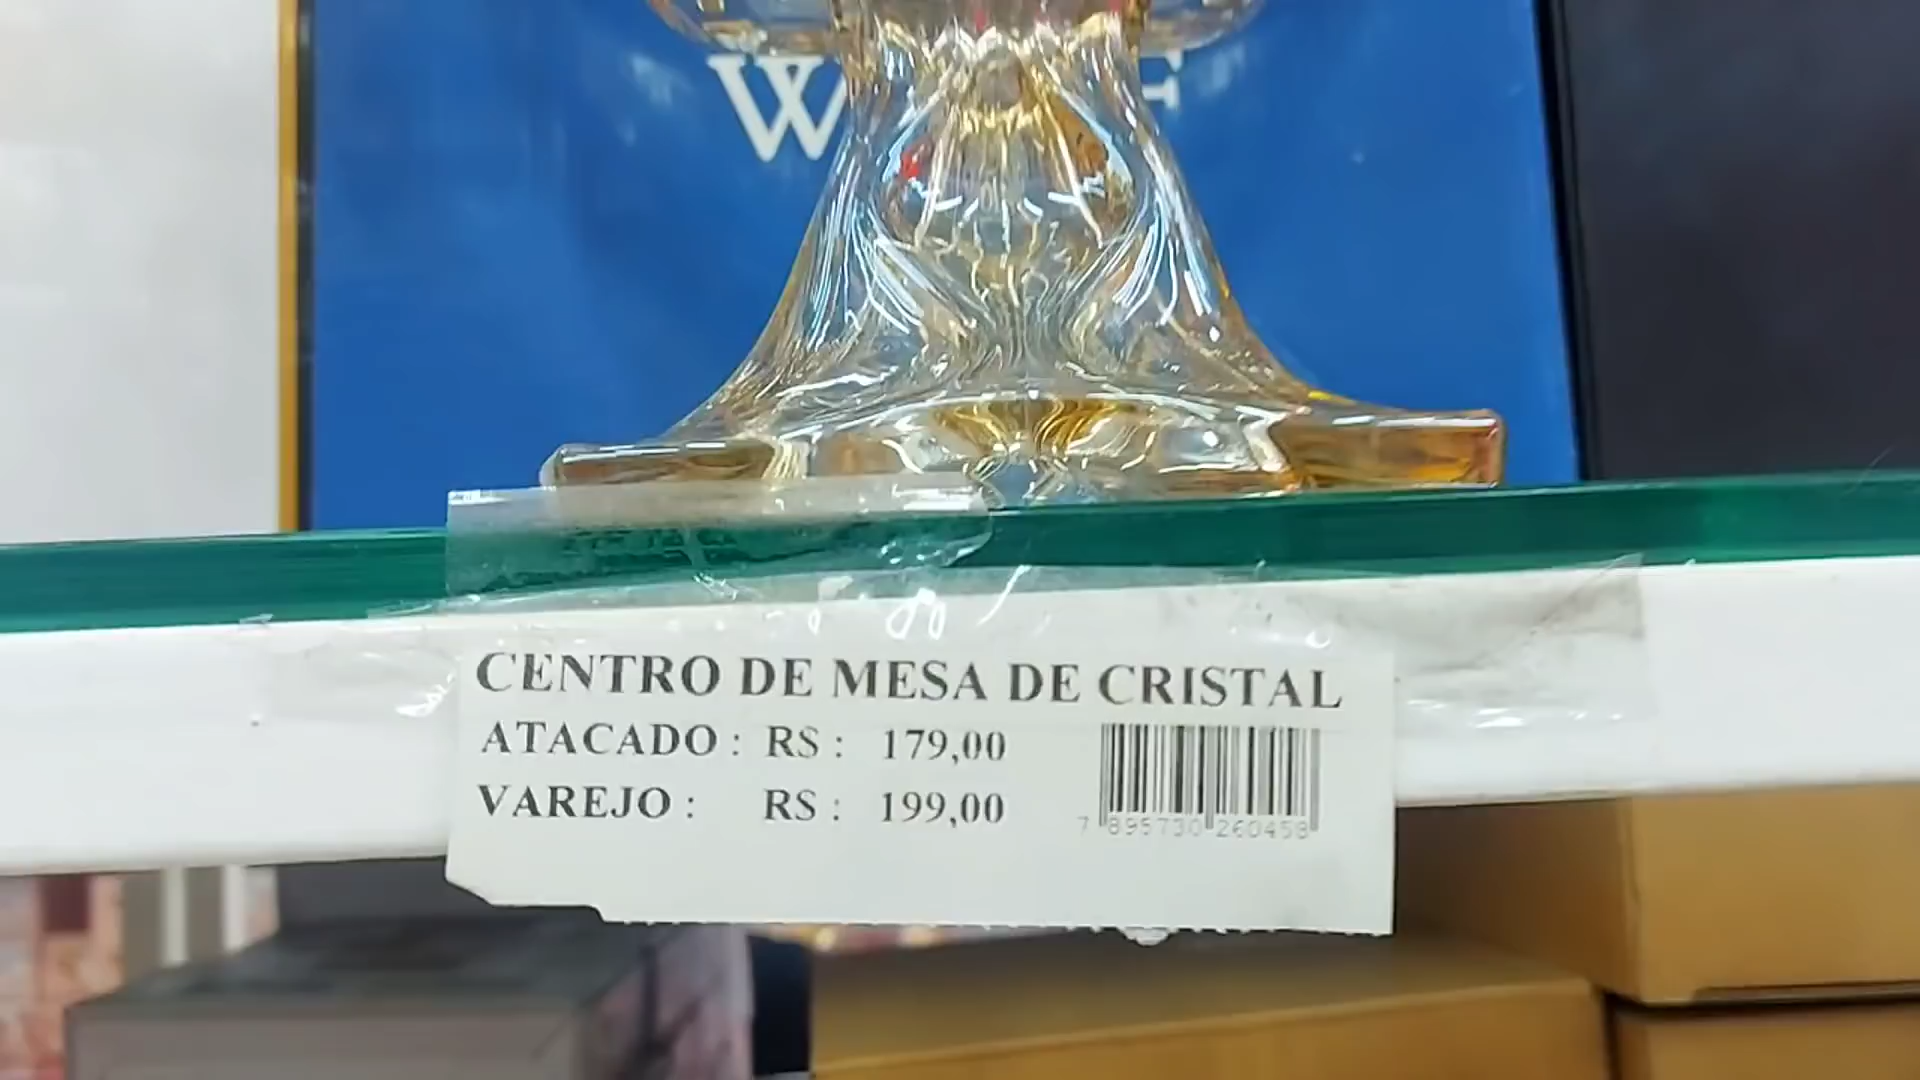 CENTRO DE MESA DE CRISTAL
ATACADO : RS : 179,00
VAREJO : RS : 199,00
7 895730 260458